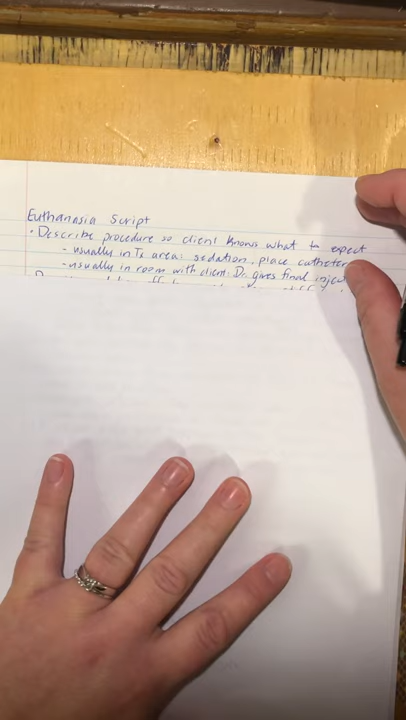 Euthanasia Script
• Describe procedure so client knows what to expect
- usually in Tx area: sedation, place catheter
- usually in room with client: Dr. gives final